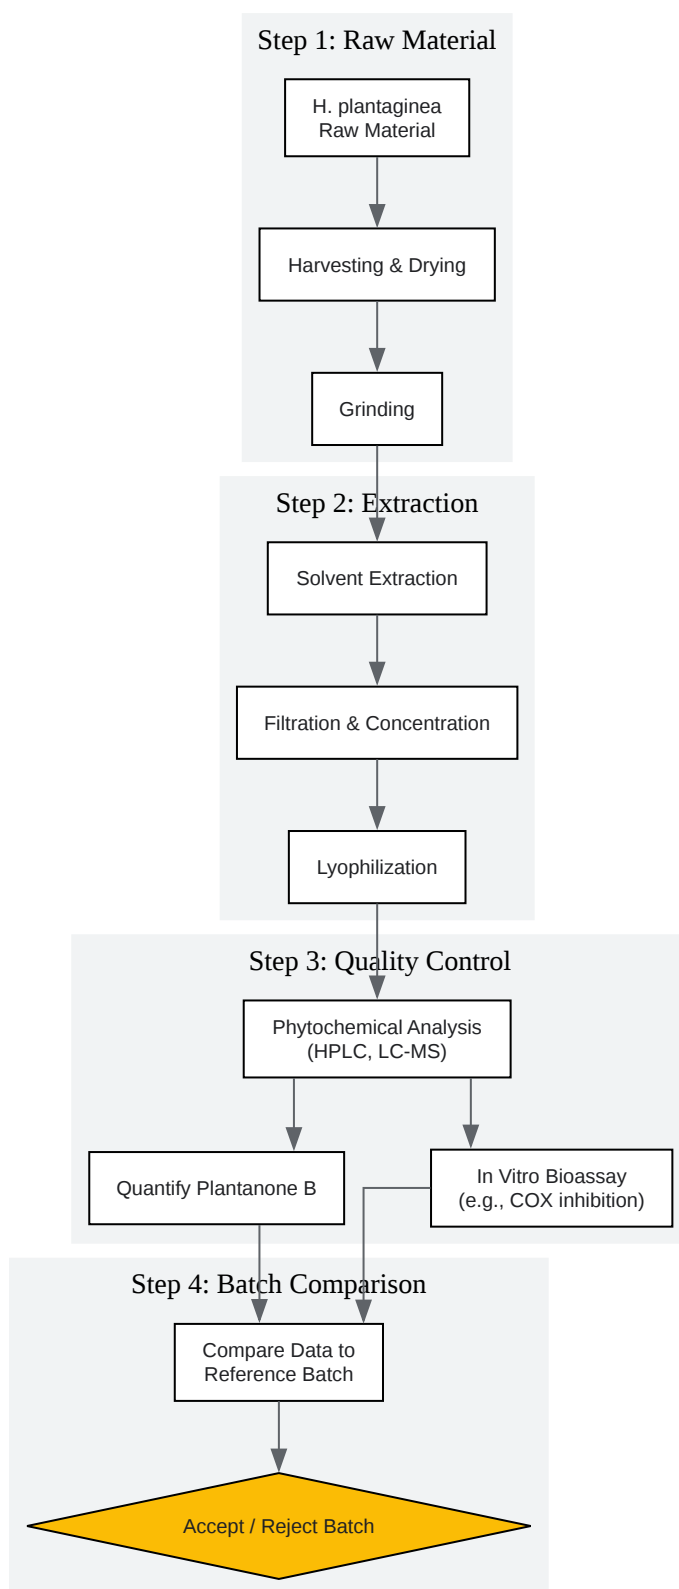 Step 1: Raw Material
H. plantaginea
Raw Material
Harvesting & Drying
Grinding
Step 2: Extraction
Solvent Extraction
Filtration & Concentration
Lyophilization
Step 3: Quality Control
Phytochemical Analysis
(HPLC, LC-MS)
Quantify Plantanone B
In Vitro Bioassay
(e.g., COX inhibition)
Step 4: Batch Comparison
Compare Data to
Reference Batch
Accept / Reject Batch